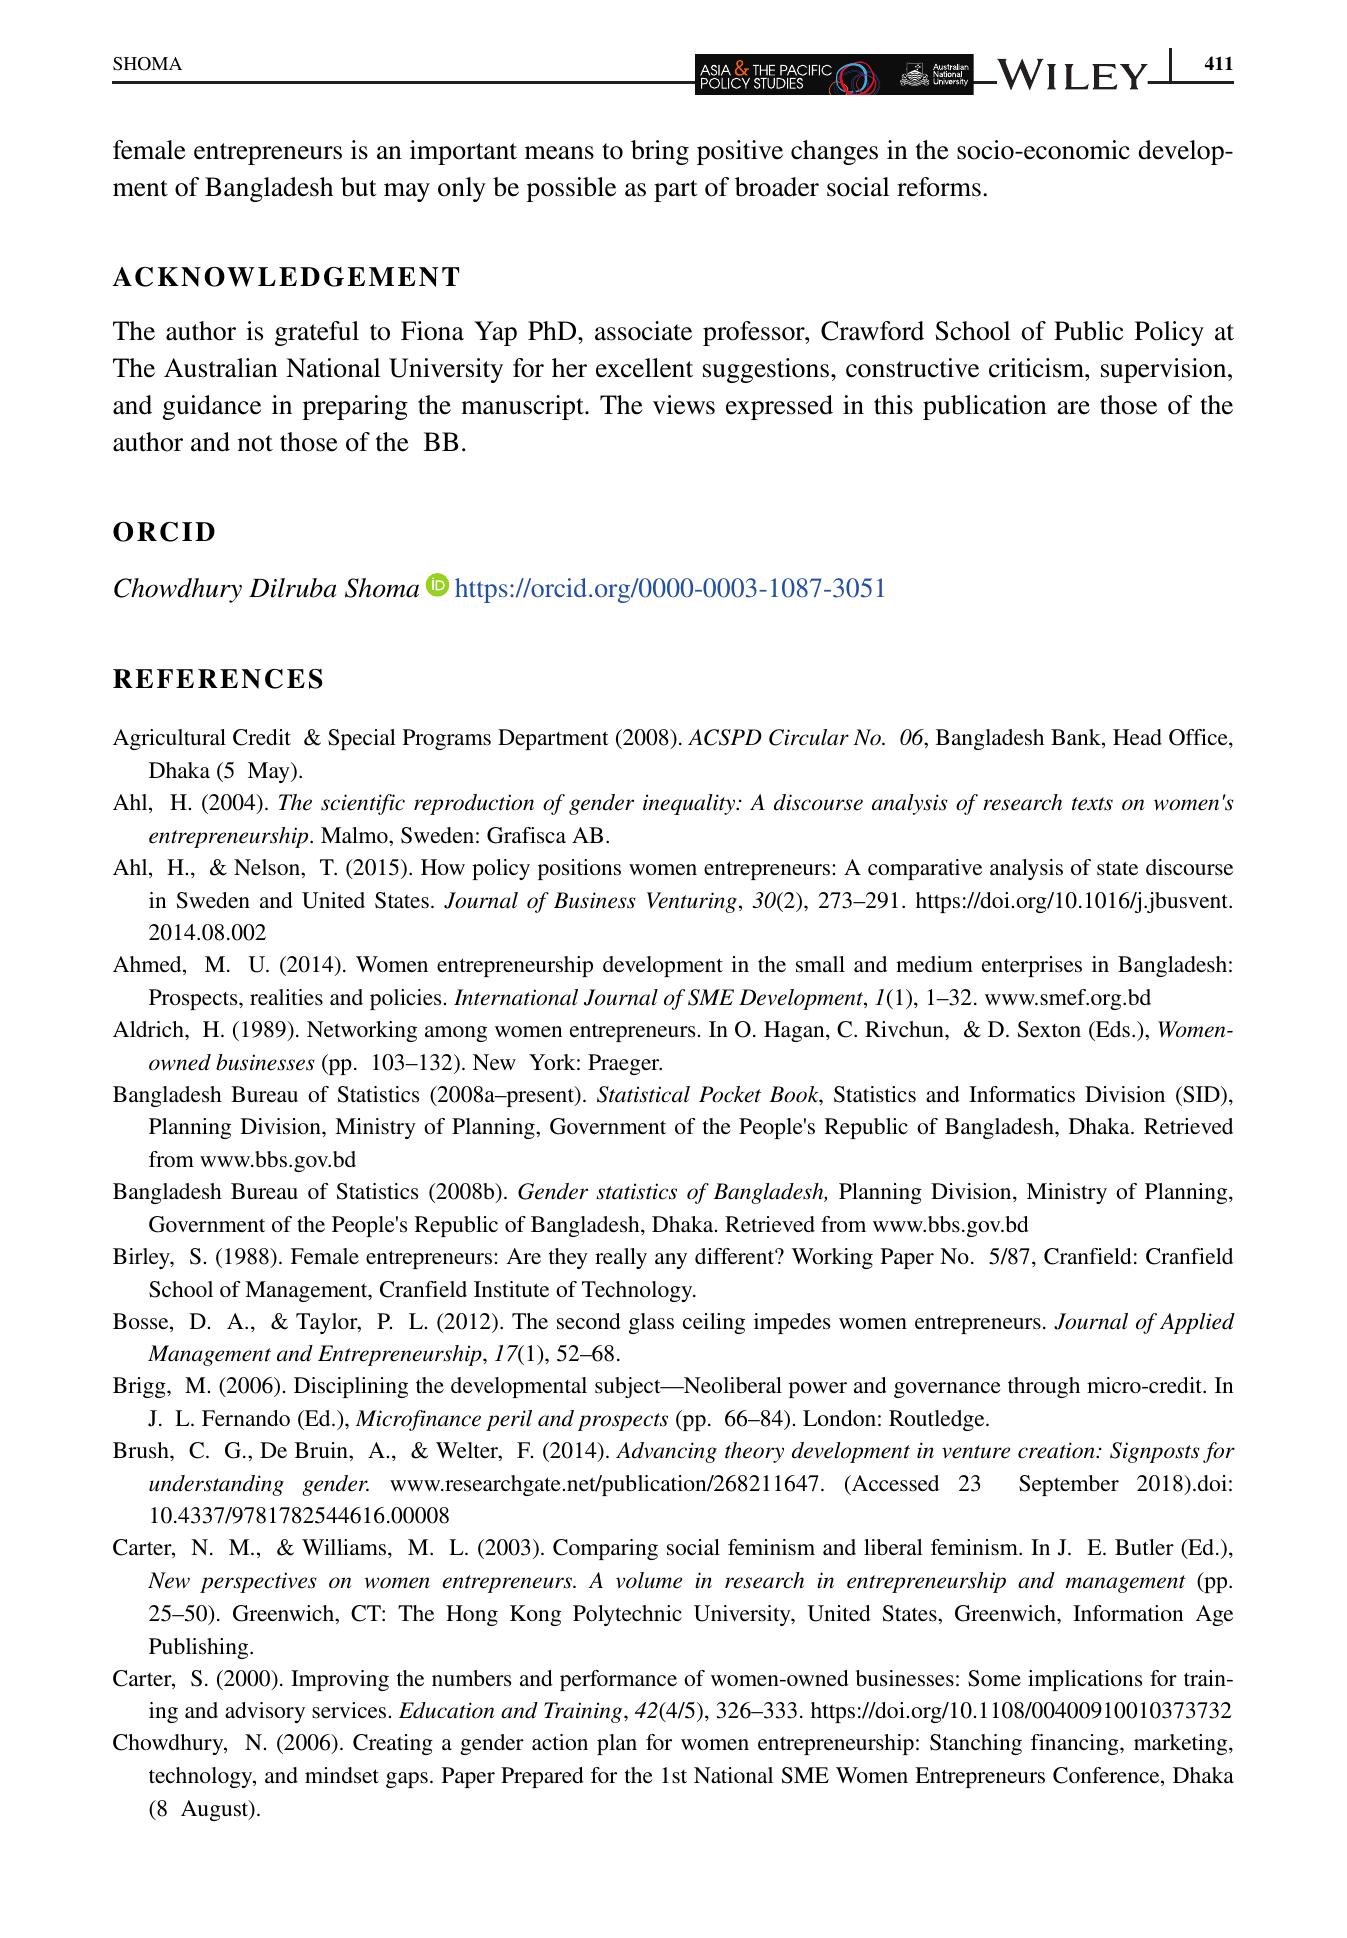 SHOMA
ASIA & THE PACIFIC
POLICY STUDIES
Australian
National
University
WILEY
411
female entrepreneurs is an important means to bring positive changes in the socio-economic develop-
ment of Bangladesh but may only be possible as part of broader social reforms.
ACKNOWLEDGEMENT
The author is grateful to Fiona Yap PhD, associate professor, Crawford School of Public Policy at
The Australian National University for her excellent suggestions, constructive criticism, supervision,
and guidance in preparing the manuscript. The views expressed in this publication are those of the
author and not those of the BB.
ORCID
Chowdhury Dilruba Shoma iD https://orcid.org/0000-0003-1087-3051
REFERENCES
Agricultural Credit & Special Programs Department (2008). ACSPD Circular No. 06, Bangladesh Bank, Head Office,
Dhaka (5 May).
Ahl, H. (2004). The scientific reproduction of gender inequality: A discourse analysis of research texts on women's
entrepreneurship. Malmo, Sweden: Grafisca AB.
Ahl, H., & Nelson, T. (2015). How policy positions women entrepreneurs: A comparative analysis of state discourse
in Sweden and United States. Journal of Business Venturing, 30(2), 273–291. https://doi.org/10.1016/j.jbusvent.
2014.08.002
Ahmed, M. U. (2014). Women entrepreneurship development in the small and medium enterprises in Bangladesh:
Prospects, realities and policies. International Journal of SME Development, 1(1), 1–32. www.smef.org.bd
Aldrich, H. (1989). Networking among women entrepreneurs. In O. Hagan, C. Rivchun, & D. Sexton (Eds.), Women-
owned businesses (pp. 103–132). New York: Praeger.
Bangladesh Bureau of Statistics (2008a–present). Statistical Pocket Book, Statistics and Informatics Division (SID),
Planning Division, Ministry of Planning, Government of the People's Republic of Bangladesh, Dhaka. Retrieved
from www.bbs.gov.bd
Bangladesh Bureau of Statistics (2008b). Gender statistics of Bangladesh, Planning Division, Ministry of Planning,
Government of the People's Republic of Bangladesh, Dhaka. Retrieved from www.bbs.gov.bd
Birley, S. (1988). Female entrepreneurs: Are they really any different? Working Paper No. 5/87, Cranfield: Cranfield
School of Management, Cranfield Institute of Technology.
Bosse, D. A., & Taylor, P. L. (2012). The second glass ceiling impedes women entrepreneurs. Journal of Applied
Management and Entrepreneurship, 17(1), 52–68.
Brigg, M. (2006). Disciplining the developmental subject—Neoliberal power and governance through micro-credit. In
J. L. Fernando (Ed.), Microfinance peril and prospects (pp. 66–84). London: Routledge.
Brush, C. G., De Bruin, A., & Welter, F. (2014). Advancing theory development in venture creation: Signposts for
understanding gender. www.researchgate.net/publication/268211647. (Accessed 23 September 2018).doi:
10.4337/9781782544616.00008
Carter, N. M., & Williams, M. L. (2003). Comparing social feminism and liberal feminism. In J. E. Butler (Ed.),
New perspectives on women entrepreneurs. A volume in research in entrepreneurship and management (pp.
25–50). Greenwich, CT: The Hong Kong Polytechnic University, United States, Greenwich, Information Age
Publishing.
Carter, S. (2000). Improving the numbers and performance of women-owned businesses: Some implications for train-
ing and advisory services. Education and Training, 42(4/5), 326–333. https://doi.org/10.1108/00400910010373732
Chowdhury, N. (2006). Creating a gender action plan for women entrepreneurship: Stanching financing, marketing,
technology, and mindset gaps. Paper Prepared for the 1st National SME Women Entrepreneurs Conference, Dhaka
(8 August).